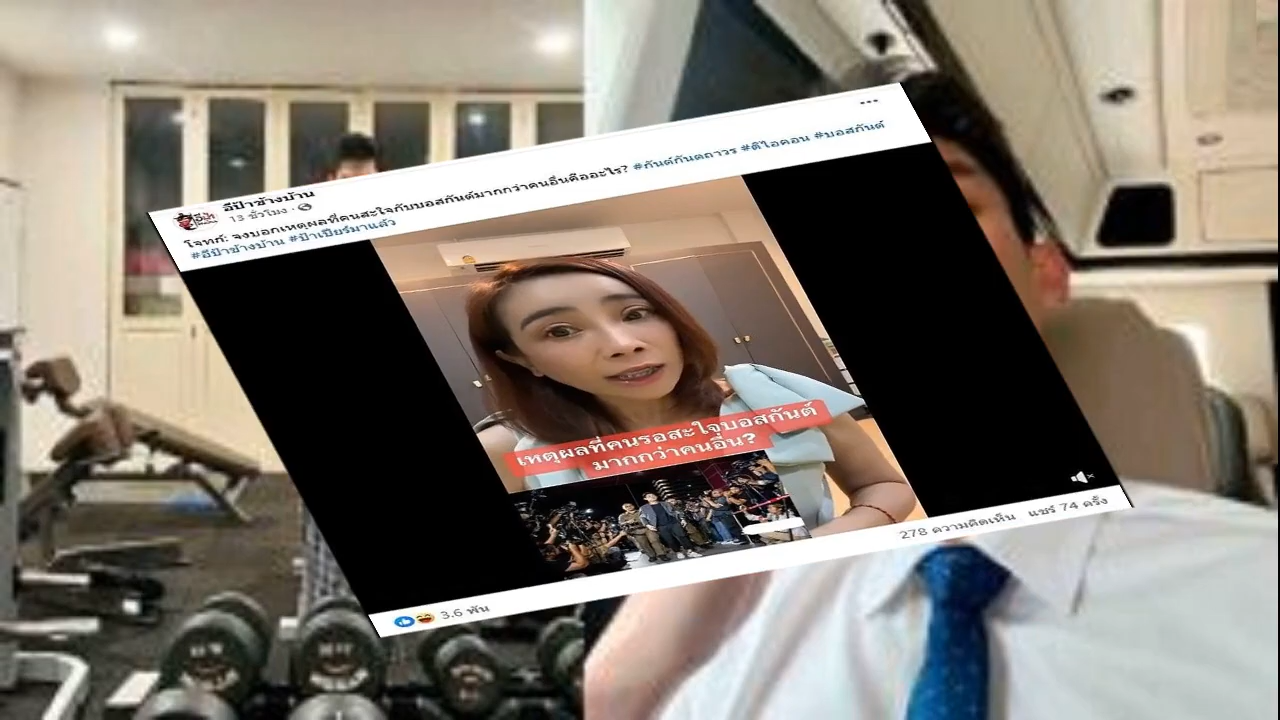 อีป้าข้างบ้าน
13 ชั่วโมง ·
โจทก์: จงบอกเหตุผลที่คนสะใจกับบอสกันต์มากกว่าคนอื่นคืออะไร? #กันต์กันตถาวร #ดิไอคอน #บอสกันต์
#อีป้าข้างบ้าน #ป้าเปียร์มาแล้ว
เหตุผลที่คนรอสะใจบอสกันต์
มากกว่าคนอื่น?
3.6 พัน
278 ความคิดเห็น แชร์ 74 ครั้ง